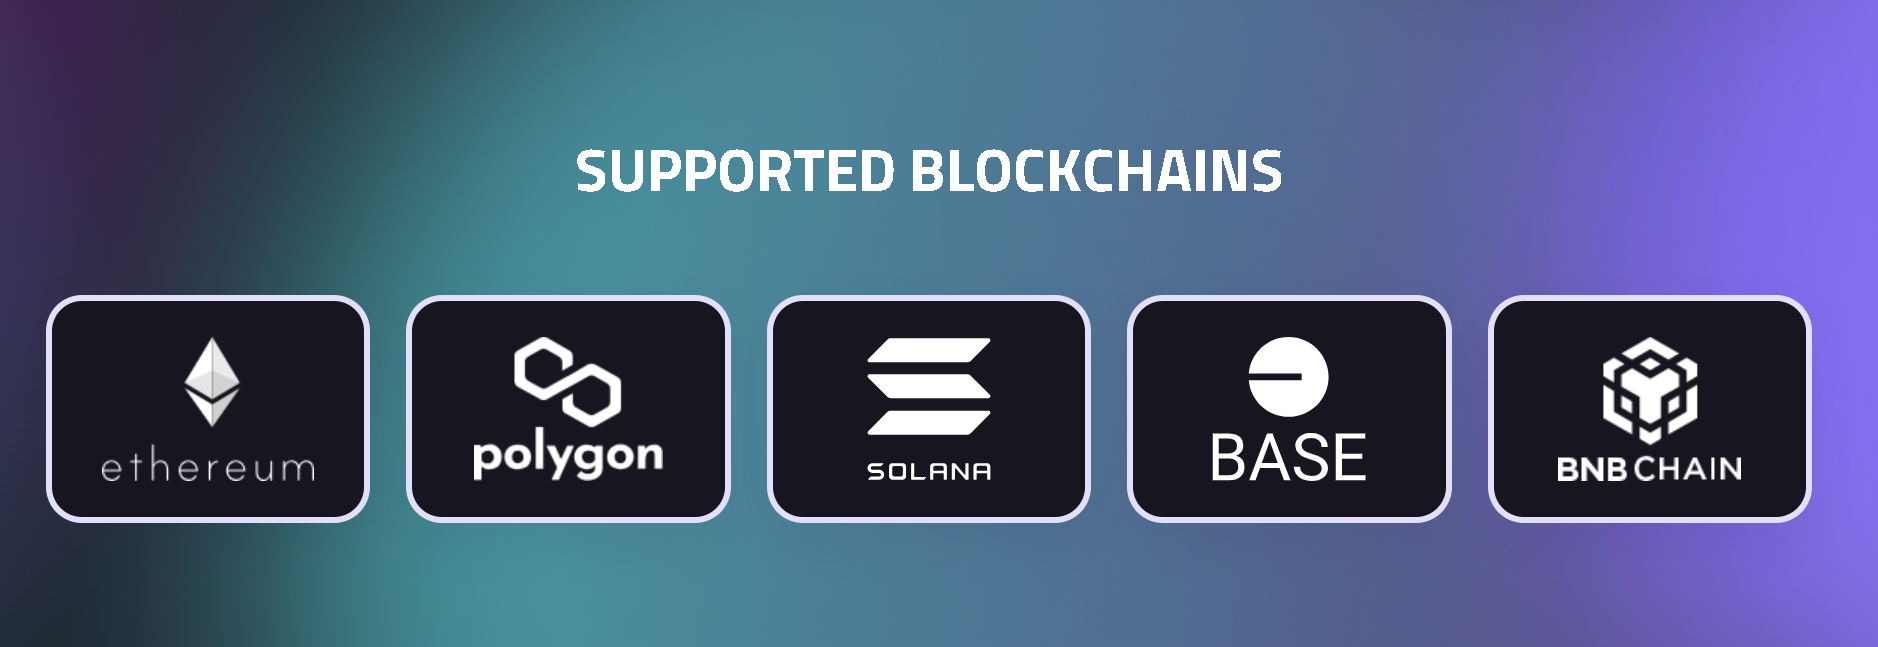 SUPPORTED BLOCKCHAINS
ethereum
polygon
SOLANA
BASE
BNB CHAIN